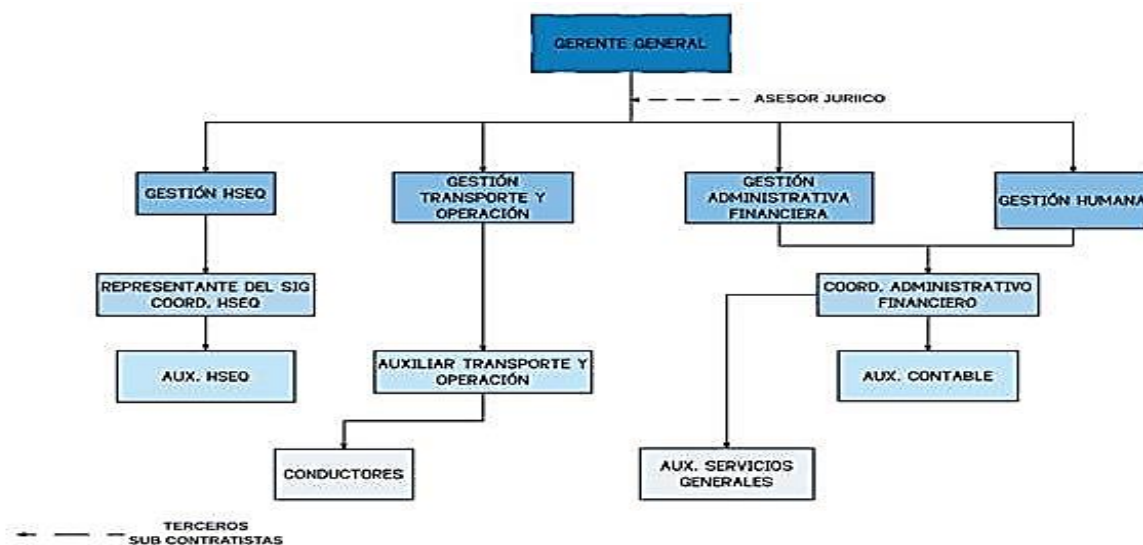 GERENTE GENERAL
ASESOR JURIICO
GESTIÓN HSEQ
GESTIÓN
TRANSPORTE Y
OPERACIÓN
GESTIÓN
ADMINISTRATIVA
FINANCIERA
GESTIÓN HUMANA
REPRESENTANTE DEL SIG
COORD. HSEQ
COORD. ADMINISTRATIVO
FINANCIERO
AUX. HSEQ
AUXILIAR TRANSPORTE Y
OPERACIÓN
AUX. CONTABLE
CONDUCTORES
AUX. SERVICIOS
GENERALES
TERCEROS
SUB CONTRATISTAS